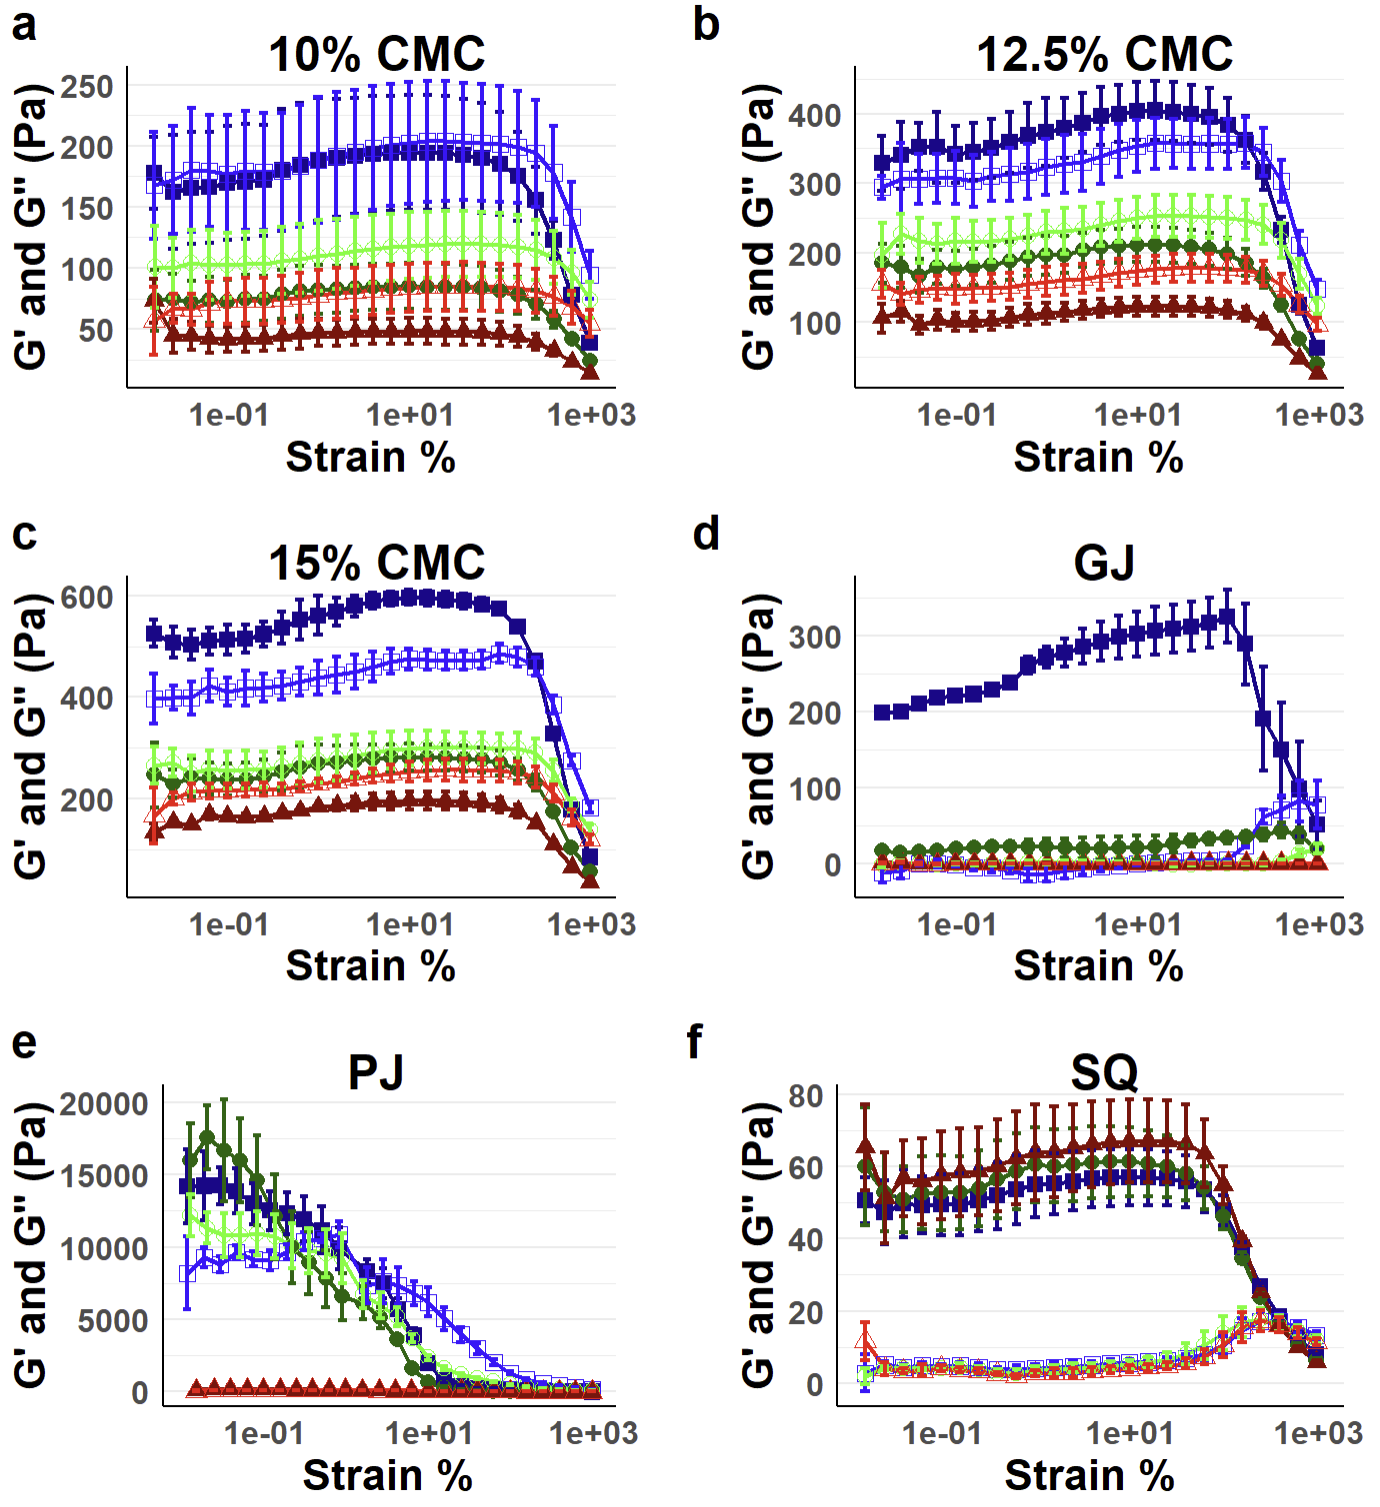 a
10% CMC
G' and G" (Pa)
250
200
150
100
50
1e-01 1e+01 1e+03
Strain %
b
12.5% CMC
G' and G" (Pa)
400
300
200
100
1e-01 1e+01 1e+03
Strain %
c
15% CMC
G' and G" (Pa)
600
400
200
1e-01 1e+01 1e+03
Strain %
d
GJ
G' and G" (Pa)
300
200
100
0
1e-01 1e+01 1e+03
Strain %
e
PJ
G' and G" (Pa)
20000
15000
10000
5000
0
1e-01 1e+01 1e+03
Strain %
f
SQ
G' and G" (Pa)
80
60
40
20
0
1e-01 1e+01 1e+03
Strain %